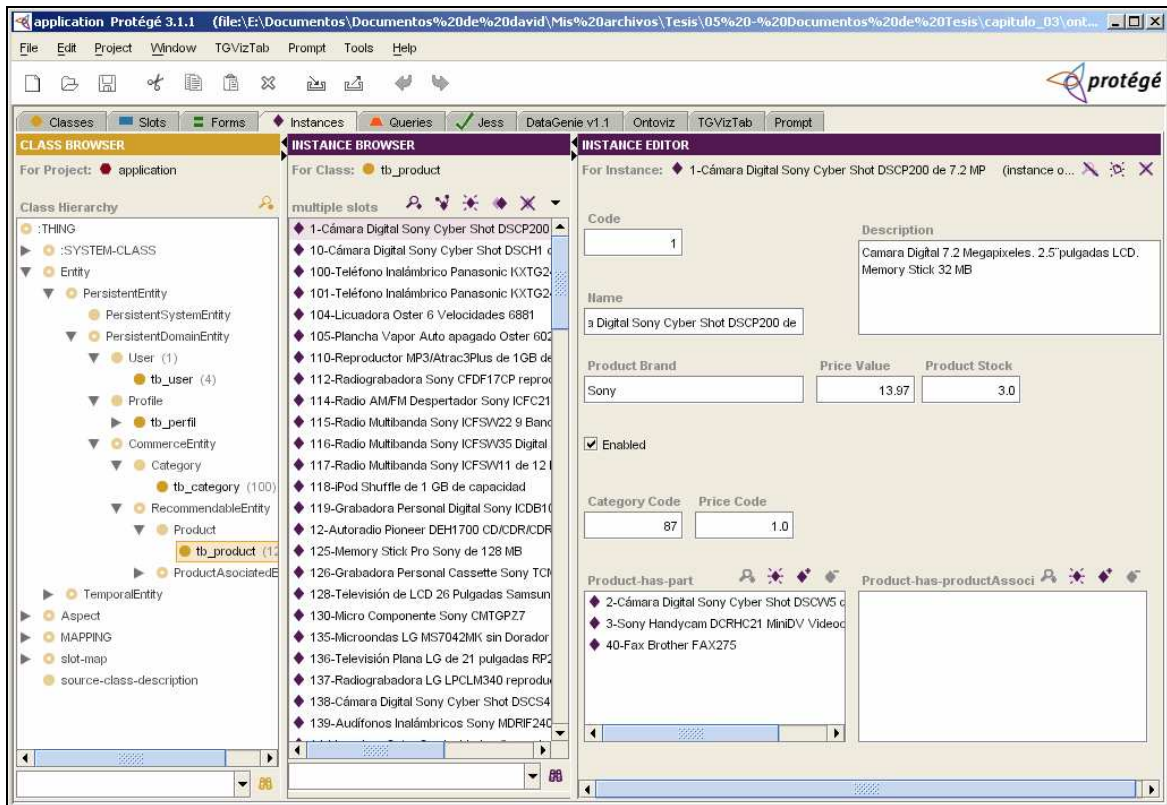 application Protégé 3.1.1 (file:\E:\Documentos\Documentos%20de%20david\Mis%20archivos\Tesis\05%20-%20Documentos%20de%20Tesis\capitulo_03\ont...
File Edit Project Window TGVizTab Prompt Tools Help
protégé
Classes Slots Forms Instances Queries Jess DataGenie v1.1 Ontoviz TGVizTab Prompt
CLASS BROWSER
For Project: application
Class Hierarchy
:THING
:SYSTEM-CLASS
Entity
PersistentEntity
PersistentSystemEntity
PersistentDomainEntity
User (1)
tb_user (4)
Profile
tb_perfil
CommerceEntity
Category
tb_category (100)
RecommendableEntity
Product
tb_product (12
ProductAsociatedE
TemporalEntity
Aspect
MAPPING
slot-map
source-class-description
INSTANCE BROWSER
For Class: tb_product
multiple slots
1-Cámara Digital Sony Cyber Shot DSCP200
10-Cámara Digital Sony Cyber Shot DSCH1
100-Teléfono Inalámbrico Panasonic KXTG2
101-Teléfono Inalámbrico Panasonic KXTG2
104-Licuadora Oster 6 Velocidades 6881
105-Plancha Vapor Auto apagado Oster 602
110-Reproductor MP3/Atrac3Plus de 1GB de
112-Radiograbadora Sony CFDF17CP reproc
114-Radio AM/FM Despertador Sony ICFC21
115-Radio Multibanda Sony ICFSW22 9 Banc
116-Radio Multibanda Sony ICFSW35 Digital
117-Radio Multibanda Sony ICFSW11 de 12
118-iPod Shuffle de 1 GB de capacidad
119-Grabadora Personal Digital Sony ICDB10
12-Autoradio Pioneer DEH1700 CD/CDR/CDR
125-Memory Stick Pro Sony de 128 MB
126-Grabadora Personal Cassette Sony TCM
128-Televisión de LCD 26 Pulgadas Samsun
130-Micro Componente Sony CMTGPZ7
135-Microondas LG MS7042MK sin Dorador
136-Televisión Plana LG de 21 pulgadas RP2
137-Radiograbadora LG LPCLM340 reprodu
138-Cámara Digital Sony Cyber Shot DSCS4
139-Audífonos Inalámbricos Sony MDRIF240
INSTANCE EDITOR
For Instance: 1-Cámara Digital Sony Cyber Shot DSCP200 de 7.2 MP (instance o...
Code
1
Description
Camara Digital 7.2 Megapixeles. 2.5¨pulgadas LCD.
Memory Stick 32 MB
Name
a Digital Sony Cyber Shot DSCP200 de
Product Brand Price Value Product Stock
Sony 13.97 3.0
Enabled
Category Code Price Code
87 1.0
Product-has-part Product-has-productAssoci
2-Cámara Digital Sony Cyber Shot DSCW5 c
3-Sony Handycam DCRHC21 MiniDV Videoc
40-Fax Brother FAX275